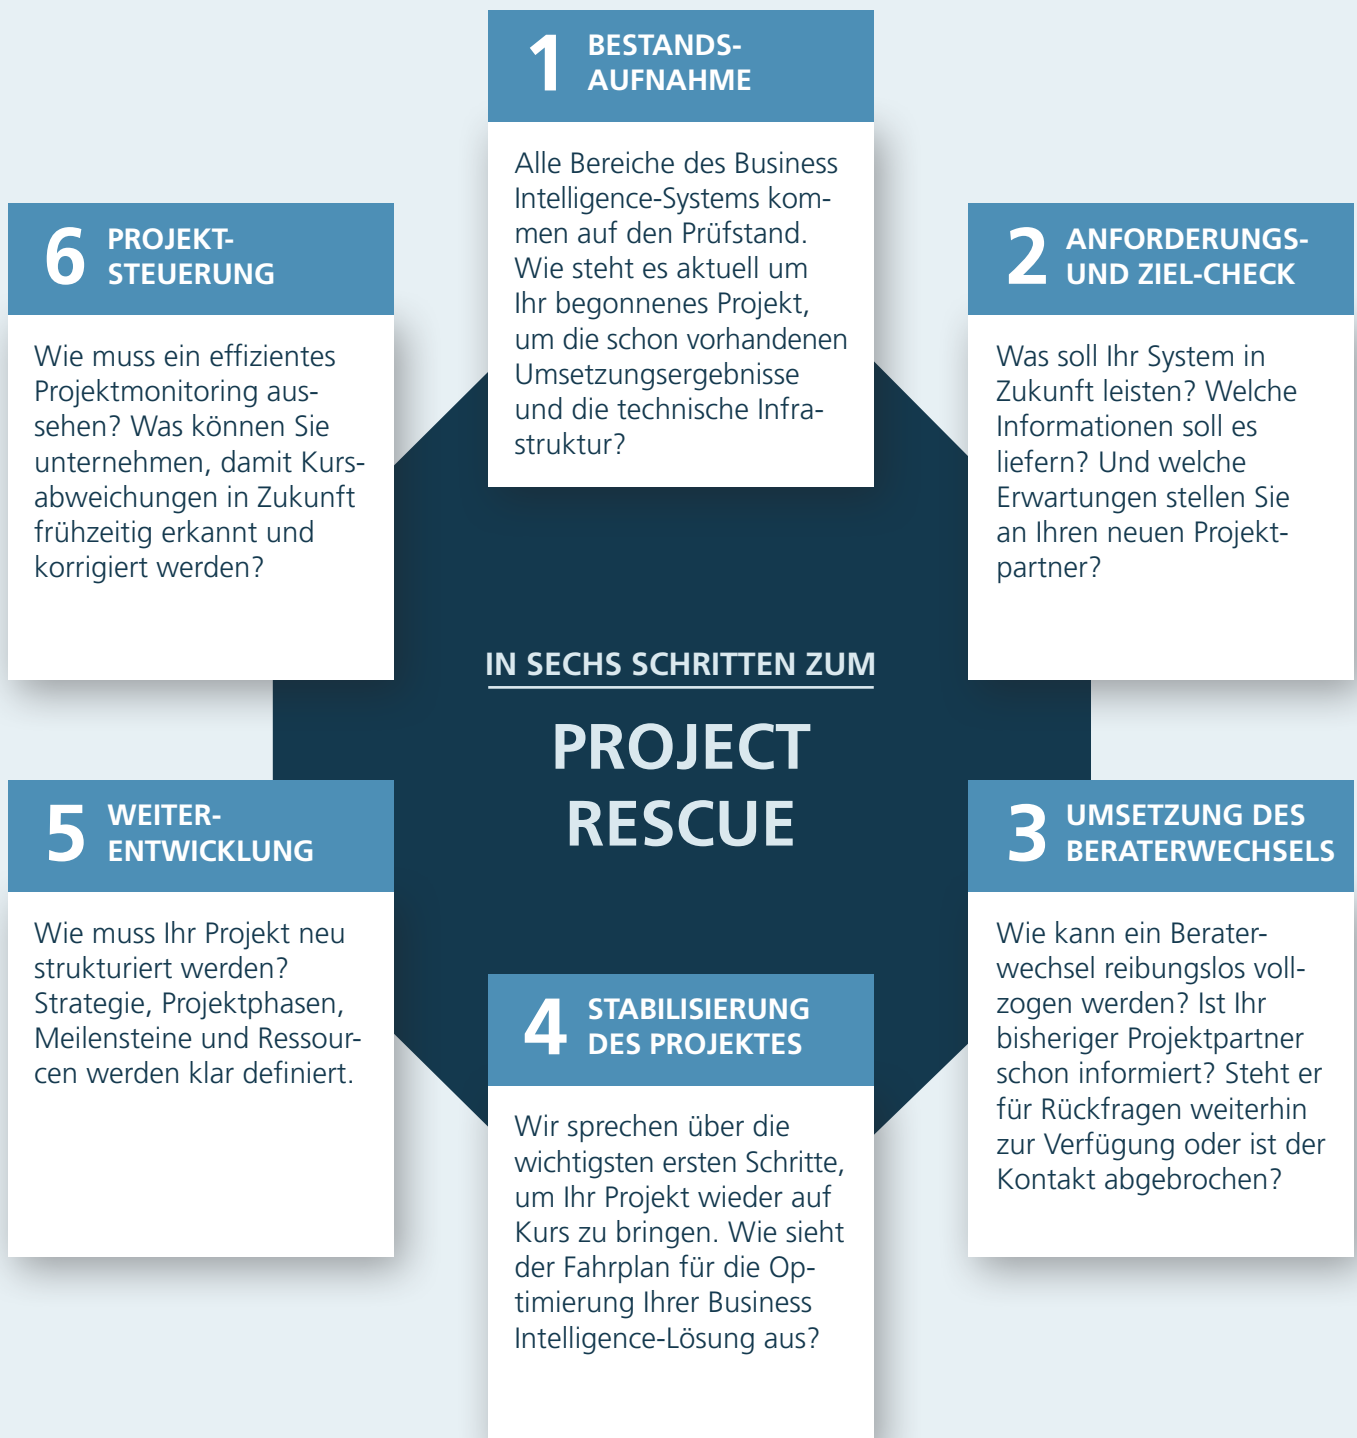 IN SECHS SCHRITTEN ZUM
PROJECT
RESCUE
1
BESTANDS-
AUFNAHME
Alle Bereiche des Business
Intelligence-Systems kom-
men auf den Prüfstand.
Wie steht es aktuell um
Ihr begonnenes Projekt,
um die schon vorhandenen
Umsetzungsergebnisse
und die technische Infra-
struktur?
2
ANFORDERUNGS-
UND ZIEL-CHECK
Was soll Ihr System in
Zukunft leisten? Welche
Informationen soll es
liefern? Und welche
Erwartungen stellen Sie
an Ihren neuen Projekt-
partner?
3
UMSETZUNG DES
BERATERWECHSELS
Wie kann ein Berater-
wechsel reibungslos voll-
zogen werden? Ist Ihr
bisheriger Projektpartner
schon informiert? Steht er
für Rückfragen weiterhin
zur Verfügung oder ist der
Kontakt abgebrochen?
4
STABILISIERUNG
DES PROJEKTES
Wir sprechen über die
wichtigsten ersten Schritte,
um Ihr Projekt wieder auf
Kurs zu bringen. Wie sieht
der Fahrplan für die Op-
timierung Ihrer Business
Intelligence-Lösung aus?
5
WEITER-
ENTWICKLUNG
Wie muss Ihr Projekt neu
strukturiert werden?
Strategie, Projektphasen,
Meilensteine und Ressour-
cen werden klar definiert.
6
PROJEKT-
STEUERUNG
Wie muss ein effizientes
Projektmonitoring aus-
sehen? Was können Sie
unternehmen, damit Kurs-
abweichungen in Zukunft
frühzeitig erkannt und
korrigiert werden?